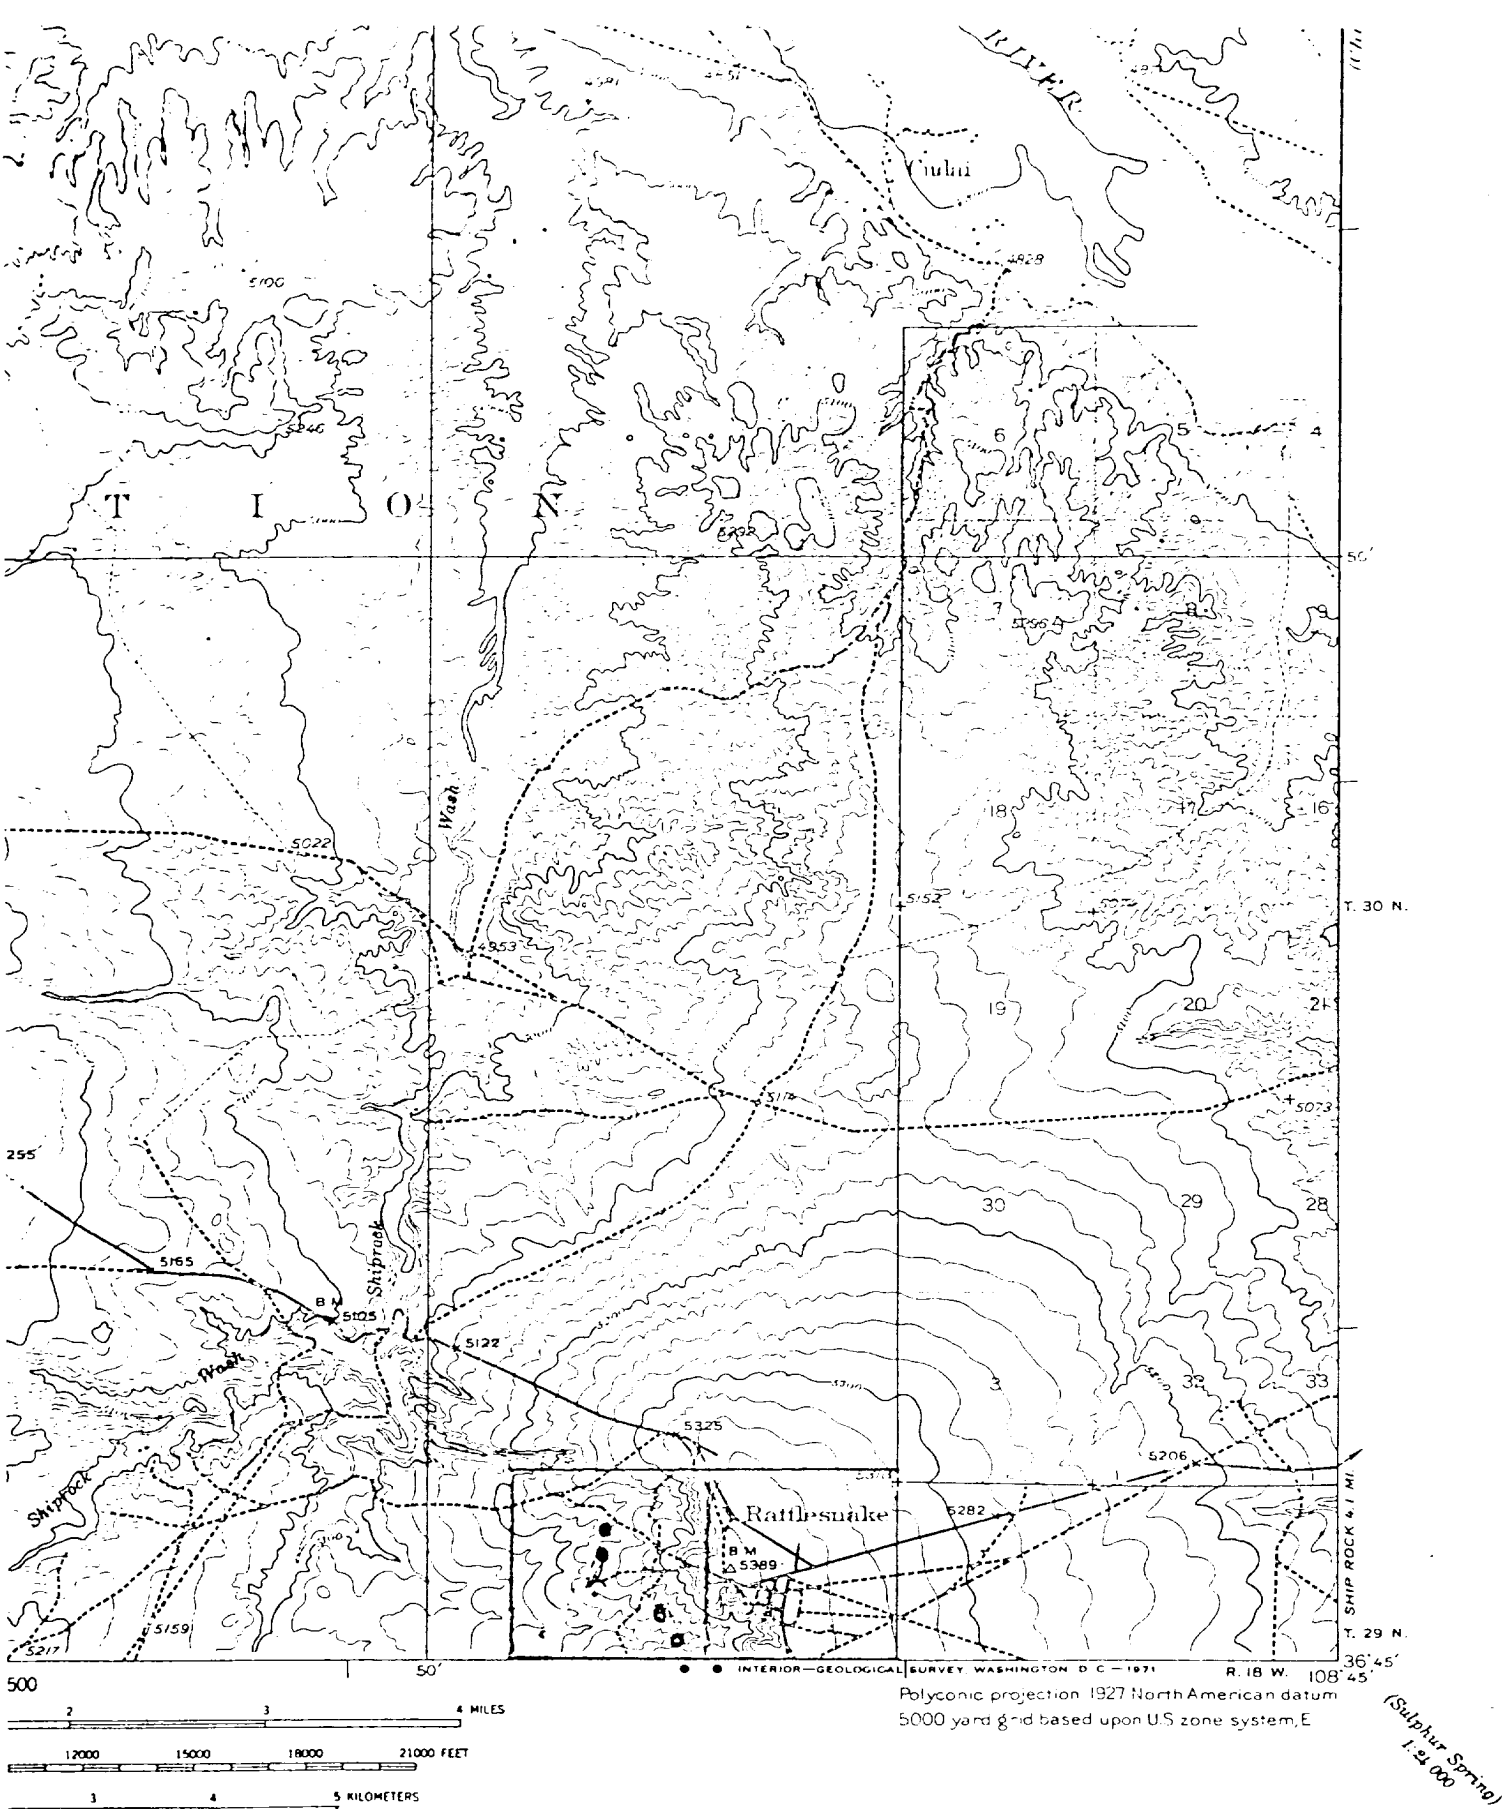 RIVER
4951
4828
5100
5246
T I O N
6
5
4
50'
7
8
9
Wash
18
17
16
5022
5152
T. 30 N.
4953
19
20
21
5174
5073
255
30
29
28
5165
Shiprock
B M
5105
5122
Wash
32
33
5325
5206
Shiprock
Rattlesnake
5282
B M
5389
SHIP ROCK 4.1 MI.
5159
5217
T. 29 N.
36°45'
50'
INTERIOR—GEOLOGICAL SURVEY, WASHINGTON D C—1971
R. 18 W.
108°45'
500
Polyconic projection 1927 North American datum
5000 yard grid based upon U.S zone system, E
2 3 4 MILES
12000 15000 18000 21000 FEET
3 4 5 KILOMETERS
(Sulphur Spring)
1:24 000